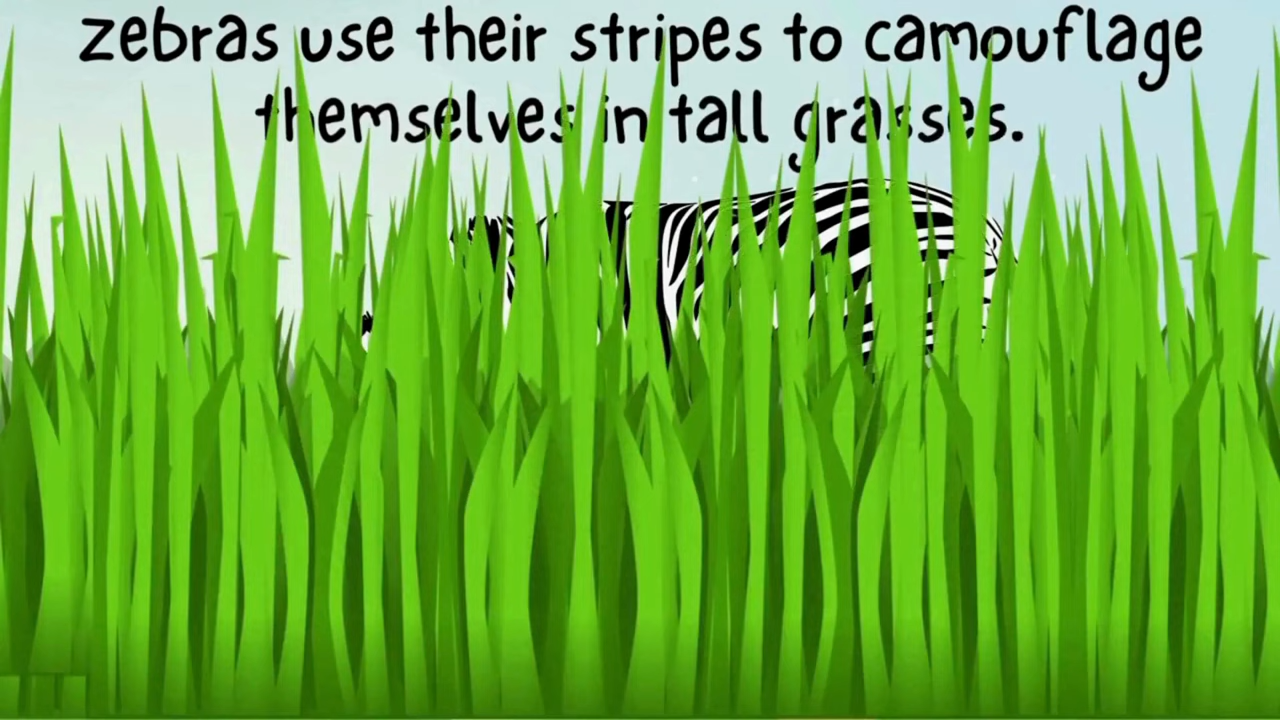 zebras use their stripes to camouflage
themselves in tall grasses.